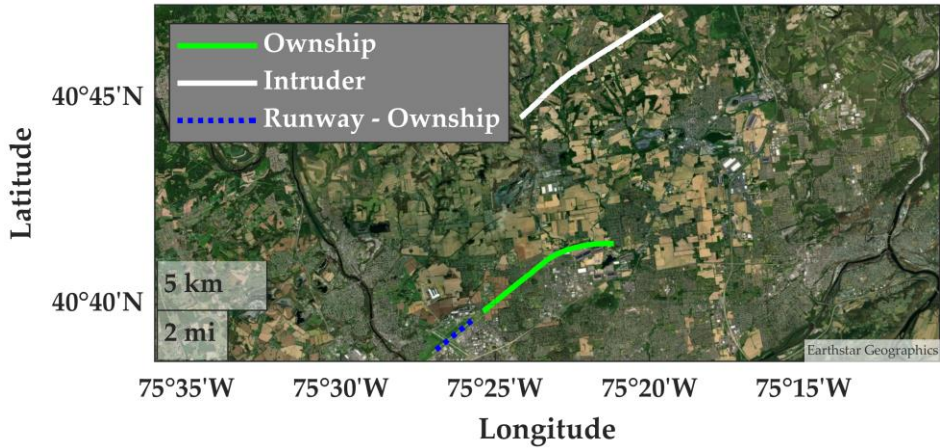 Ownship
Intruder
Runway - Ownship
40°45'N
40°40'N
Latitude
5 km
2 mi
Earthstar Geographics
75°35'W 75°30'W 75°25'W 75°20'W 75°15'W
Longitude